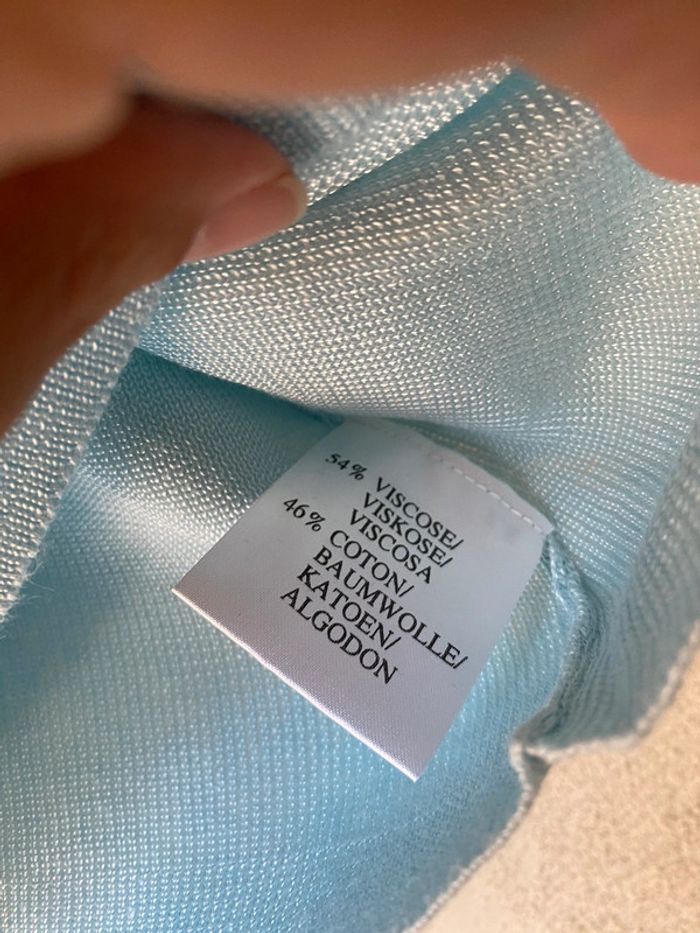 54% VISCOSE/
VISKOSE/
VISCOSA
46% COTON/
BAUMWOLLE/
KATOEN/
ALGODON